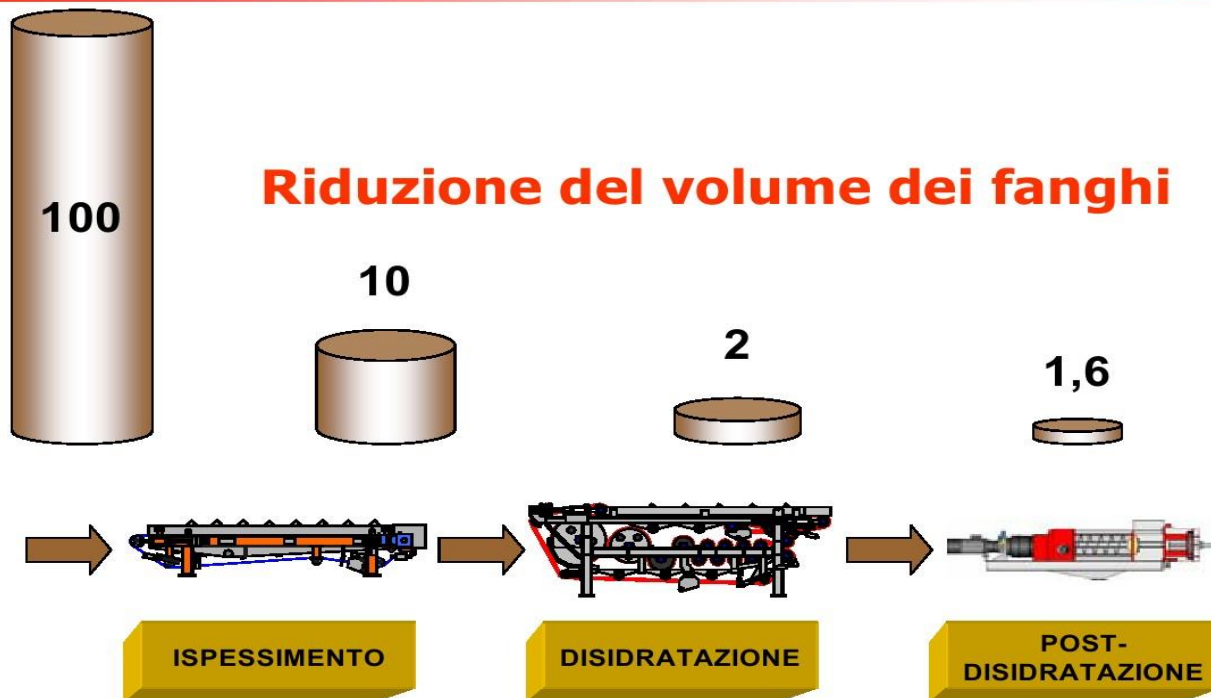 100
Riduzione del volume dei fanghi
10
2
1,6
ISPESSIMENTO
DISIDRATAZIONE
POST-
DISIDRATAZIONE